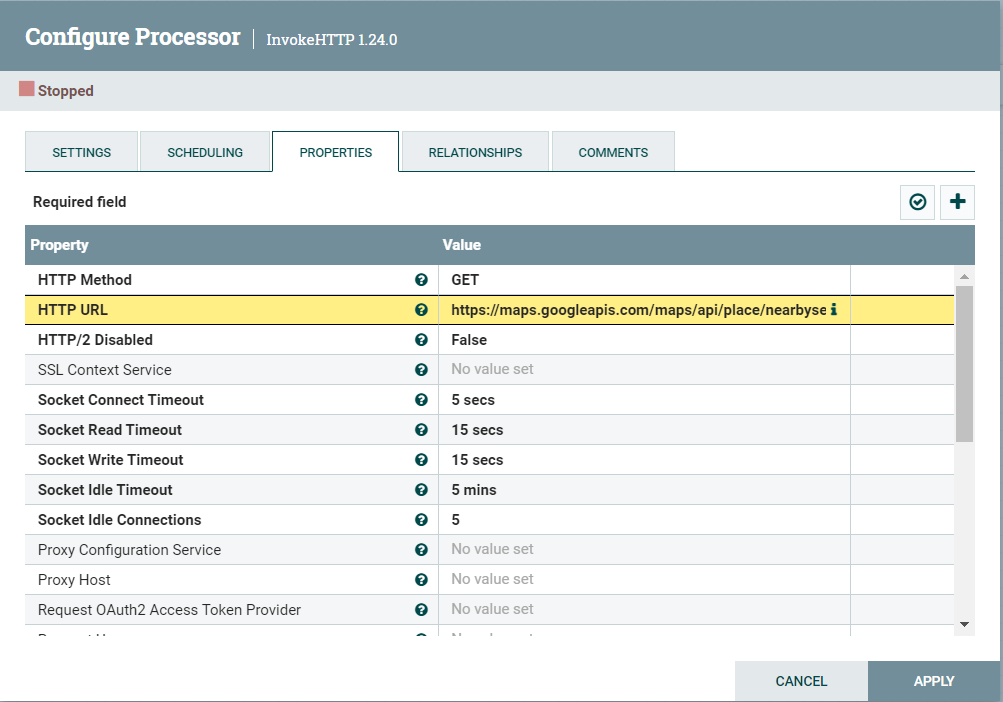 Configure Processor | InvokeHTTP 1.24.0
Stopped
SETTINGS SCHEDULING PROPERTIES RELATIONSHIPS COMMENTS
Required field
Property Value
HTTP Method GET
HTTP URL https://maps.googleapis.com/maps/api/place/nearbyse
HTTP/2 Disabled False
SSL Context Service No value set
Socket Connect Timeout 5 secs
Socket Read Timeout 15 secs
Socket Write Timeout 15 secs
Socket Idle Timeout 5 mins
Socket Idle Connections 5
Proxy Configuration Service No value set
Proxy Host No value set
Request OAuth2 Access Token Provider No value set
CANCEL APPLY